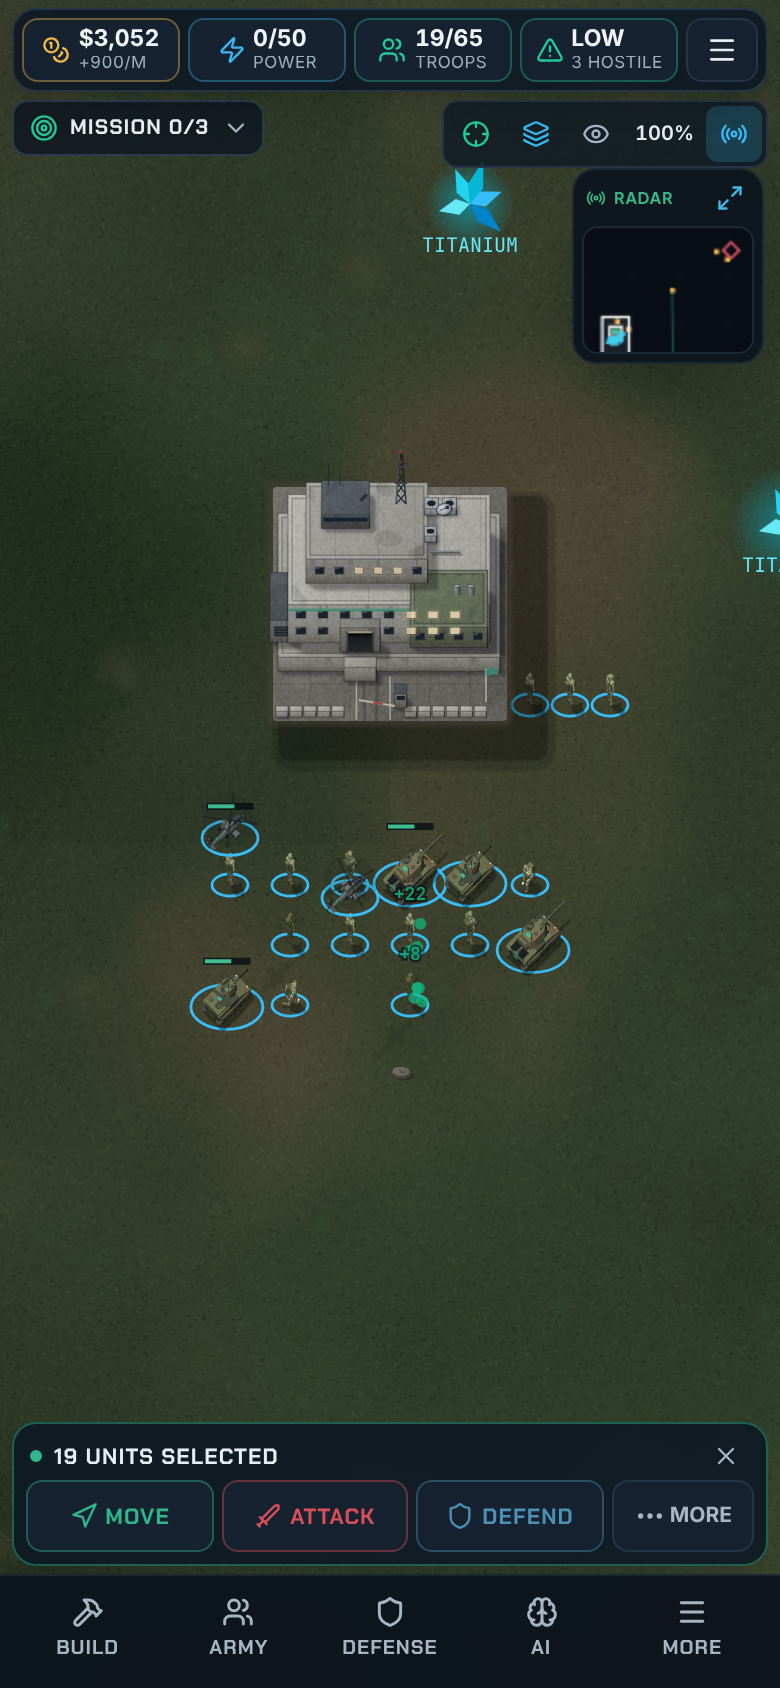 $3,052
+900/M
0/50
POWER
19/65
TROOPS
LOW
3 HOSTILE
MISSION 0/3
100%
TITANIUM
RADAR
TIT
+22
+8
19 UNITS SELECTED
MOVE
ATTACK
DEFEND
MORE
BUILD
ARMY
DEFENSE
AI
MORE